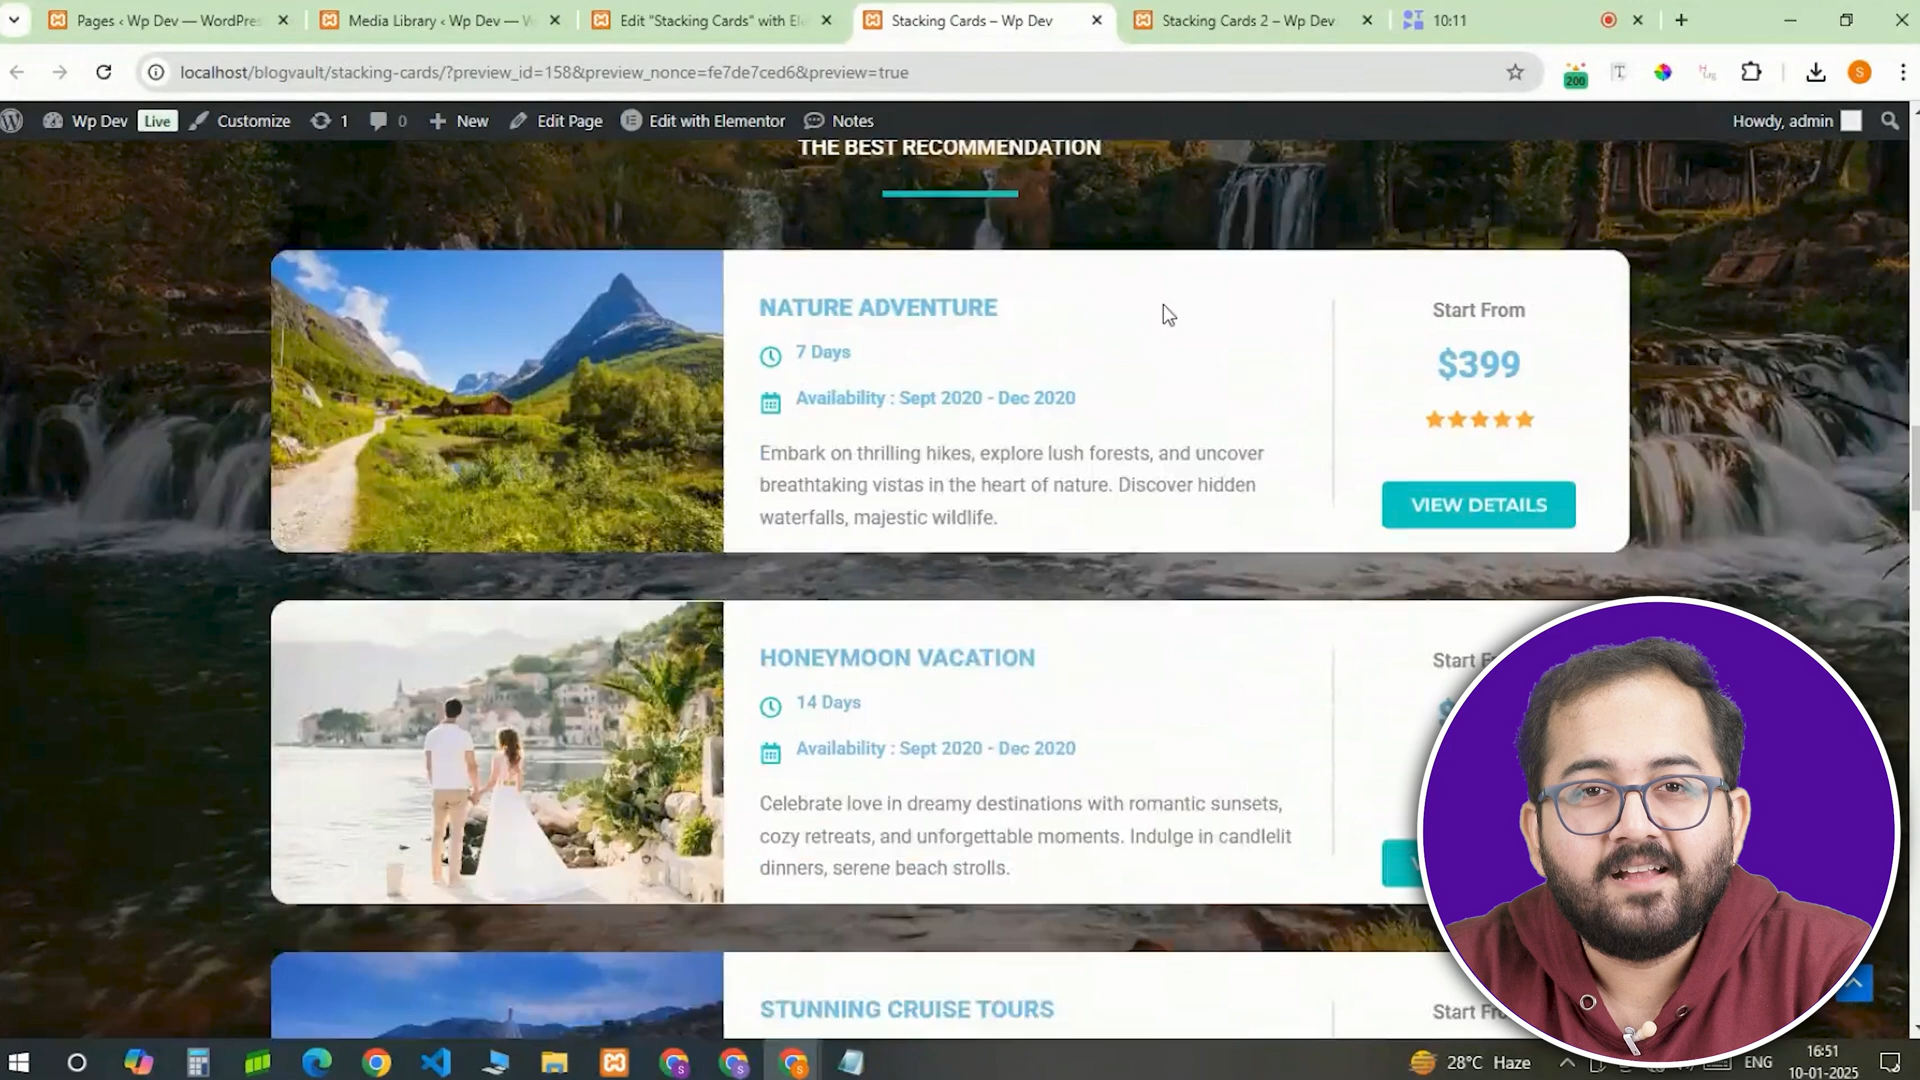 Pages ‹ Wp Dev — WordPres
Media Library ‹ Wp Dev — W
Edit "Stacking Cards" with Ele
Stacking Cards – Wp Dev
Stacking Cards 2 – Wp Dev
10:11
localhost/blogvault/stacking-cards/?preview_id=158&preview_nonce=fe7de7ced6&preview=true
200
S
Wp Dev
Live
Customize
1
0
New
Edit Page
Edit with Elementor
Notes
Howdy, admin
THE BEST RECOMMENDATION
NATURE ADVENTURE
7 Days
Availability : Sept 2020 - Dec 2020
Embark on thrilling hikes, explore lush forests, and uncover
breathtaking vistas in the heart of nature. Discover hidden
waterfalls, majestic wildlife.
Start From
$399
VIEW DETAILS
HONEYMOON VACATION
14 Days
Availability : Sept 2020 - Dec 2020
Celebrate love in dreamy destinations with romantic sunsets,
cozy retreats, and unforgettable moments. Indulge in candlelit
dinners, serene beach strolls.
Start
STUNNING CRUISE TOURS
Start
28°C Haze
ENG
16:51
10-01-2025